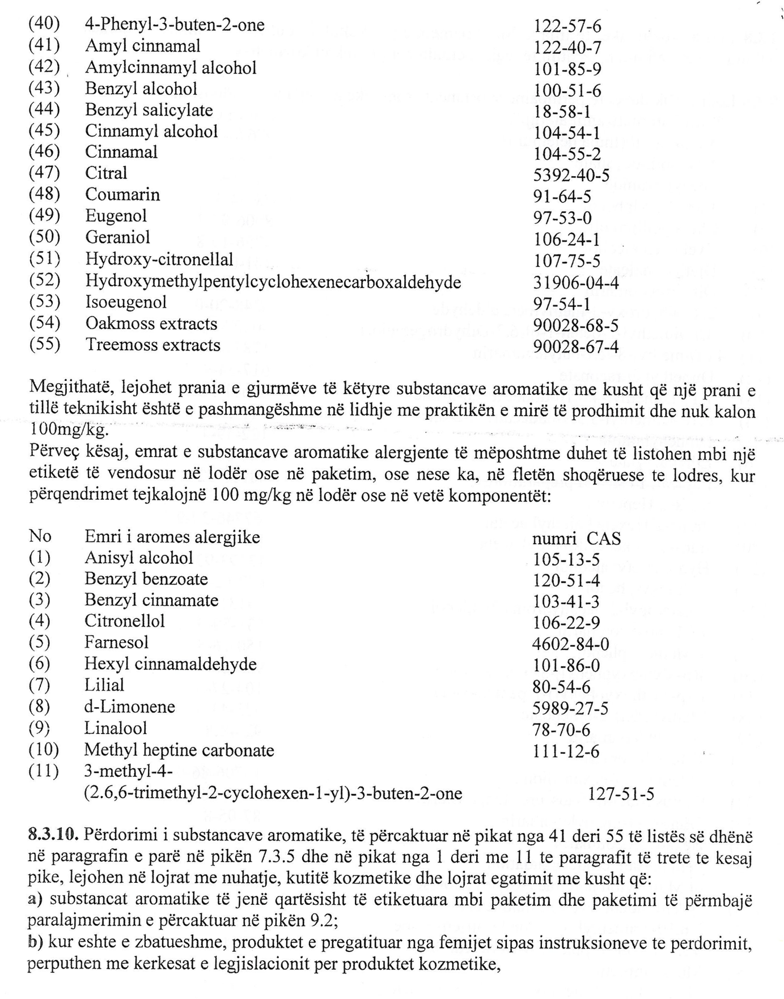 (40) 4-Phenyl-3-buten-2-one 122-57-6
(41) Amyl cinnamal 122-40-7
(42) Amylcinnamyl alcohol 101-85-9
(43) Benzyl alcohol 100-51-6
(44) Benzyl salicylate 18-58-1
(45) Cinnamyl alcohol 104-54-1
(46) Cinnamal 104-55-2
(47) Citral 5392-40-5
(48) Coumarin 91-64-5
(49) Eugenol 97-53-0
(50) Geraniol 106-24-1
(51) Hydroxy-citronellal 107-75-5
(52) Hydroxymethylpentylcyclohexenecarboxaldehyde 31906-04-4
(53) Isoeugenol 97-54-1
(54) Oakmoss extracts 90028-68-5
(55) Treemoss extracts 90028-67-4
Megjithatë, lejohet prania e gjurmëve të këtyre substancave aromatike me kusht që një prani e
tillë teknikisht është e pashmangëshme në lidhje me praktikën e mirë të prodhimit dhe nuk kalon
100mg/kg.
Përveç kësaj, emrat e substancave aromatike alergjente të mëposhtme duhet të listohen mbi një
etiketë të vendosur në lodër ose në paketim, ose nese ka, në fletën shoqëruese te lodres, kur
përqendrimet tejkalojnë 100 mg/kg në lodër ose në vetë komponentët:
No Emri i aromes alergjike numri CAS
(1) Anisyl alcohol 105-13-5
(2) Benzyl benzoate 120-51-4
(3) Benzyl cinnamate 103-41-3
(4) Citronellol 106-22-9
(5) Farnesol 4602-84-0
(6) Hexyl cinnamaldehyde 101-86-0
(7) Lilial 80-54-6
(8) d-Limonene 5989-27-5
(9) Linalool 78-70-6
(10) Methyl heptine carbonate 111-12-6
(11) 3-methyl-4-
(2.6,6-trimethyl-2-cyclohexen-1-yl)-3-buten-2-one 127-51-5
8.3.10. Përdorimi i substancave aromatike, të përcaktuar në pikat nga 41 deri 55 të listës së dhënë
në paragrafin e parë në pikën 7.3.5 dhe në pikat nga 1 deri me 11 te paragrafit të trete te kesaj
pike, lejohen në lojrat me nuhatje, kutitë kozmetike dhe lojrat egatimit me kusht që:
a) substancat aromatike të jenë qartësisht të etiketuara mbi paketim dhe paketimi të përmbajë
paralajmerimin e përcaktuar në pikën 9.2;
b) kur eshte e zbatueshme, produktet e pregatituar nga femijet sipas instruksioneve te perdorimit,
perputhen me kerkesat e legjislacionit per produktet kozmetike,